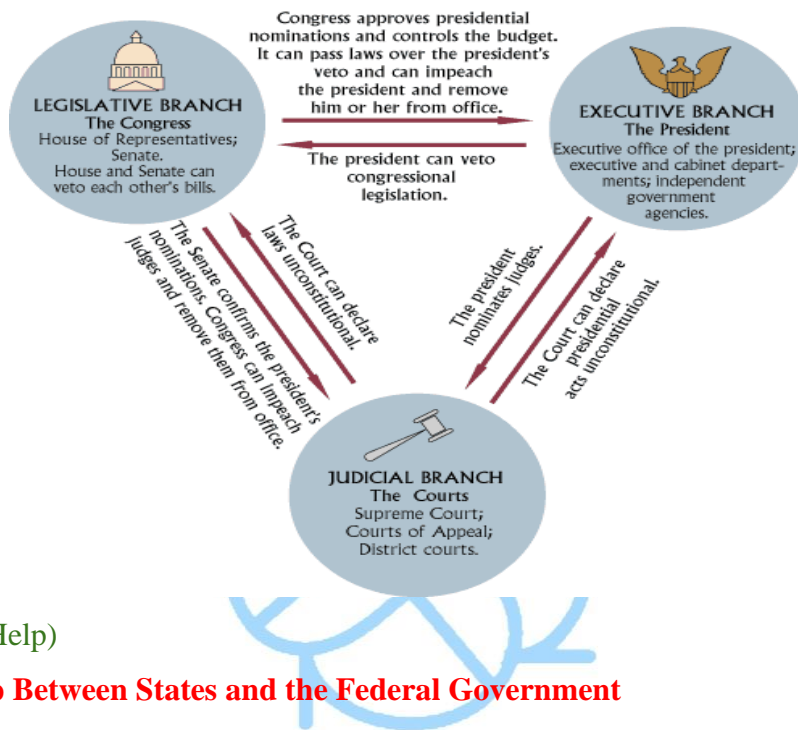 Congress approves presidential
nominations and controls the budget.
It can pass laws over the president's
veto and can impeach
the president and remove
him or her from office.
LEGISLATIVE BRANCH
The Congress
House of Representatives;
Senate.
House and Senate can
veto each other's bills.
EXECUTIVE BRANCH
The President
Executive office of the president;
executive and cabinet depart-
ments; independent
government
agencies.
The president can veto
congressional
legislation.
The Senate confirms the president's
nominations. Congress can Impeach
judges and remove them from office.
The Court can declare
laws unconstitutional.
The president
nominates judges.
The Court can declare
presidential
acts unconstitutional.
JUDICIAL BRANCH
The Courts
Supreme Court;
Courts of Appeal;
District courts.
Help)
Between States and the Federal Government